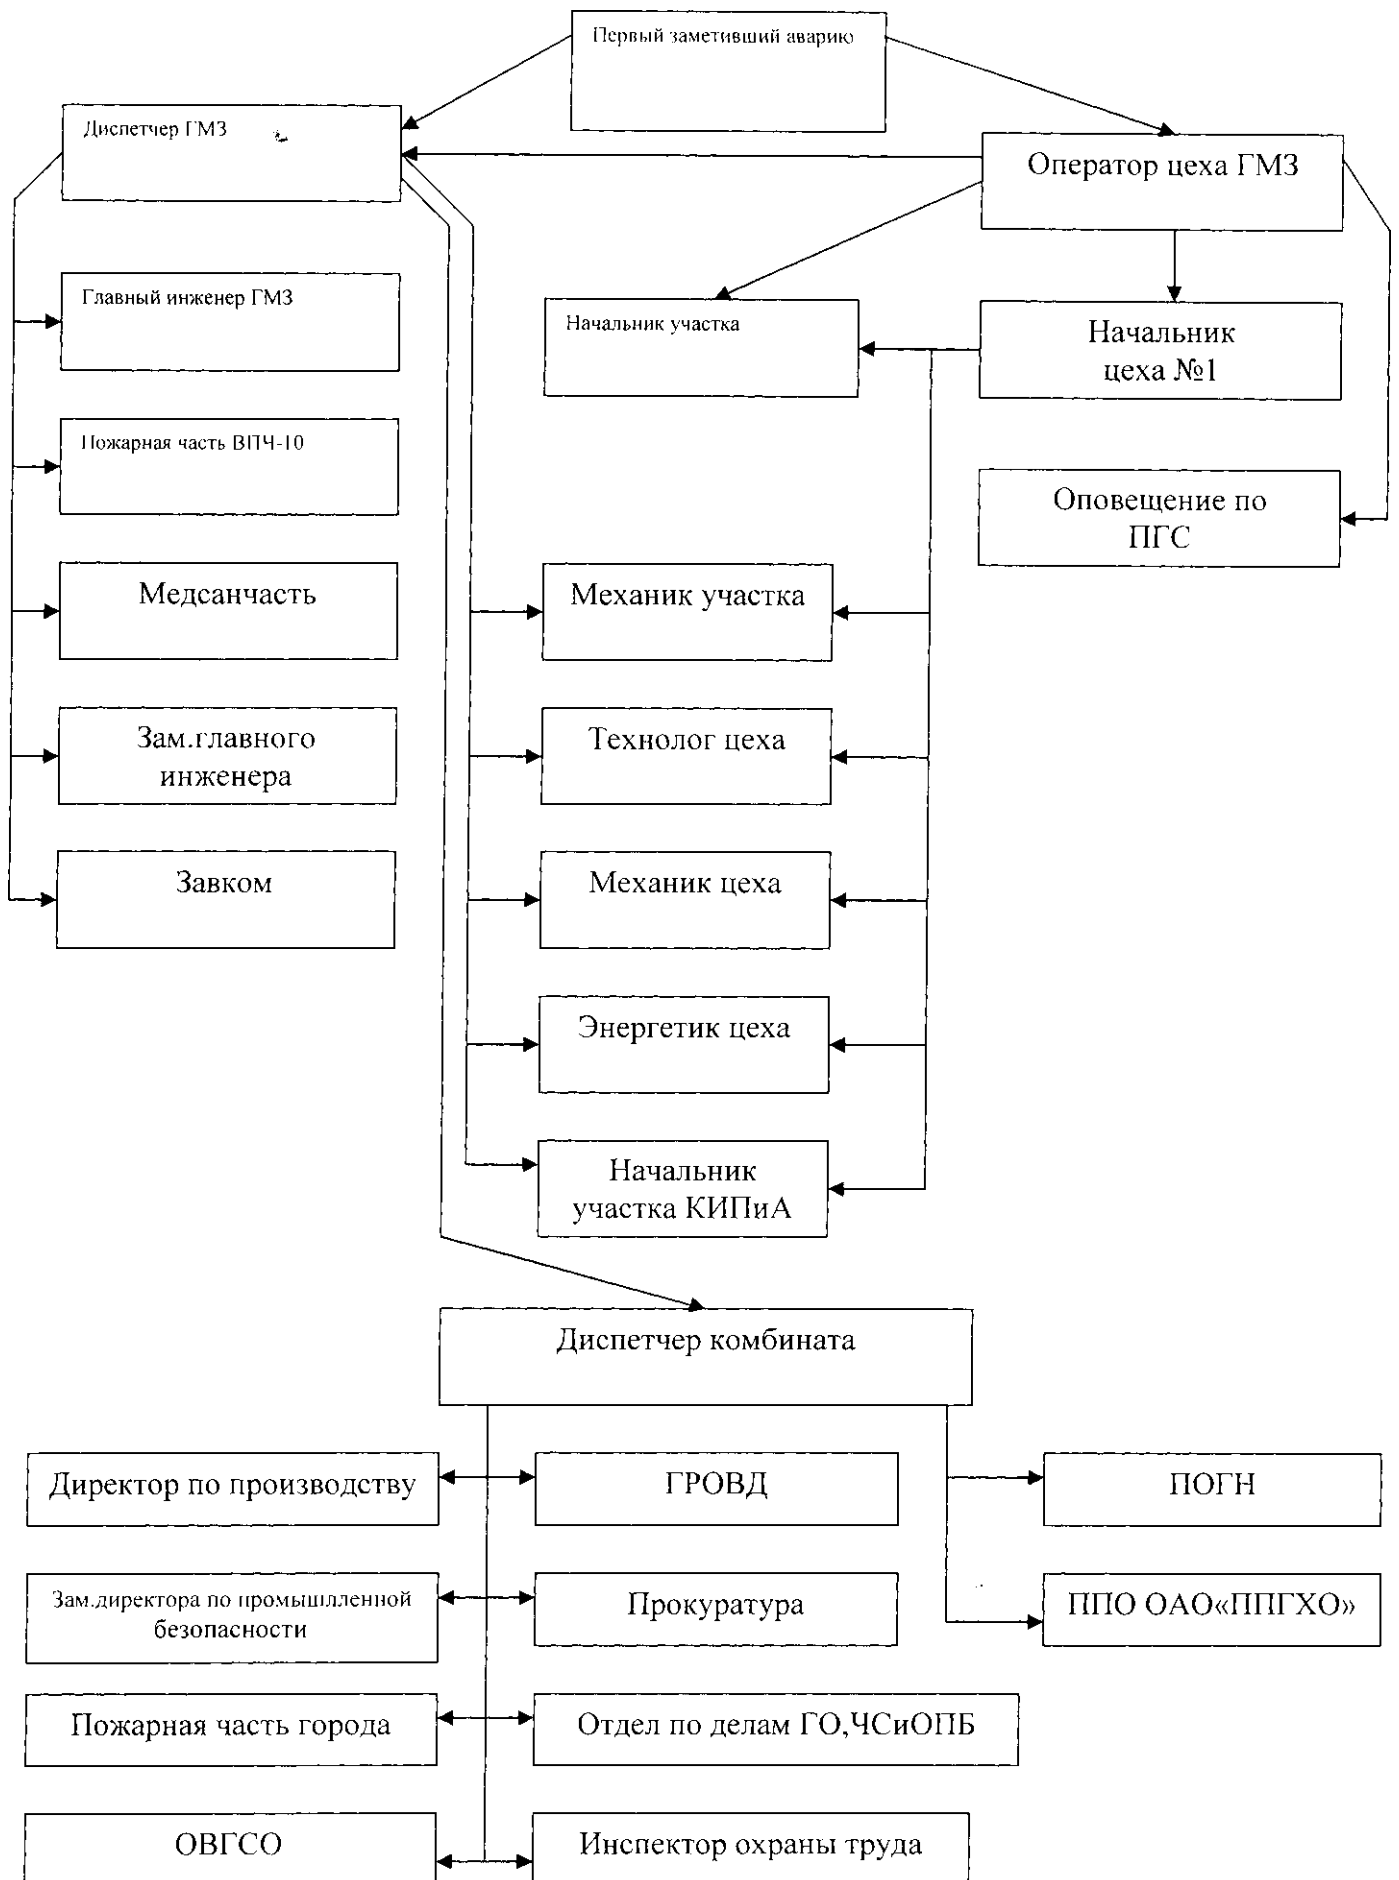 Первый заметивший аварию
Диспетчер ГМЗ
Оператор цеха ГМЗ
Главный инженер ГМЗ
Начальник участка
Начальник
цеха №1
Пожарная часть ВПЧ-10
Оповещение по
ПГС
Медсанчасть
Механик участка
Зам.главного
инженера
Технолог цеха
Завком
Механик цеха
Энергетик цеха
Начальник
участка КИПиА
Диспетчер комбината
Директор по производству
ГРОВД
ПОГН
Зам.директора по промышленной
безопасности
Прокуратура
ППО ОАО«ППГХО»
Пожарная часть города
Отдел по делам ГО,ЧСиОПБ
ОВГСО
Инспектор охраны труда